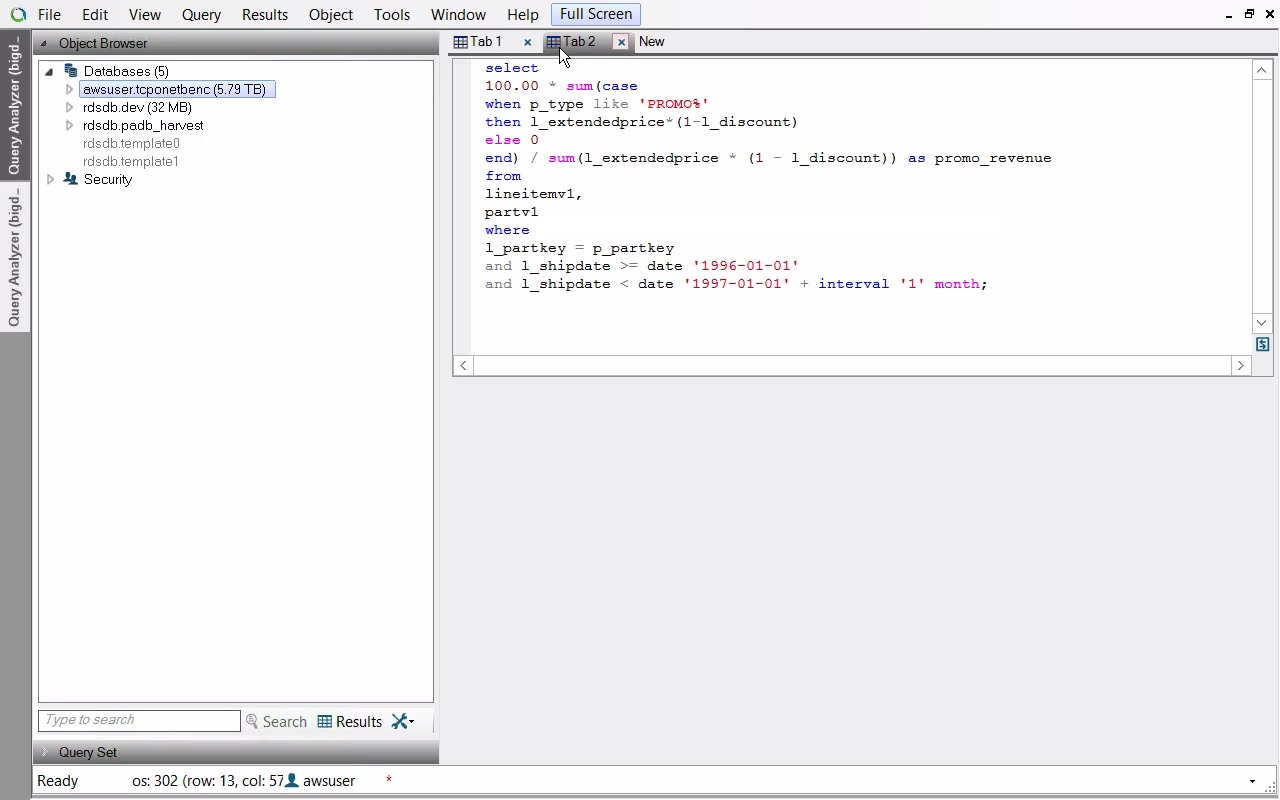 File Edit View Query Results Object Tools Window Help Full Screen
Query Analyzer (bigd_
Query Analyzer (bigd_
Object Browser
Databases (5)
awsuser.tcponetbenc (5.79 TB)
rdsdb.dev (32 MB)
rdsdb.padb_harvest
rdsdb.template0
rdsdb.template1
Security
Type to search Search Results
Query Set
Tab 1 Tab 2 New
select
100.00 * sum(case
when p_type like 'PROMO%'
then l_extendedprice*(1-l_discount)
else 0
end) / sum(l_extendedprice * (1 - l_discount)) as promo_revenue
from
lineitemv1,
partv1
where
l_partkey = p_partkey
and l_shipdate >= date '1996-01-01'
and l_shipdate < date '1997-01-01' + interval '1' month;
Ready os: 302 (row: 13, col: 57 awsuser *